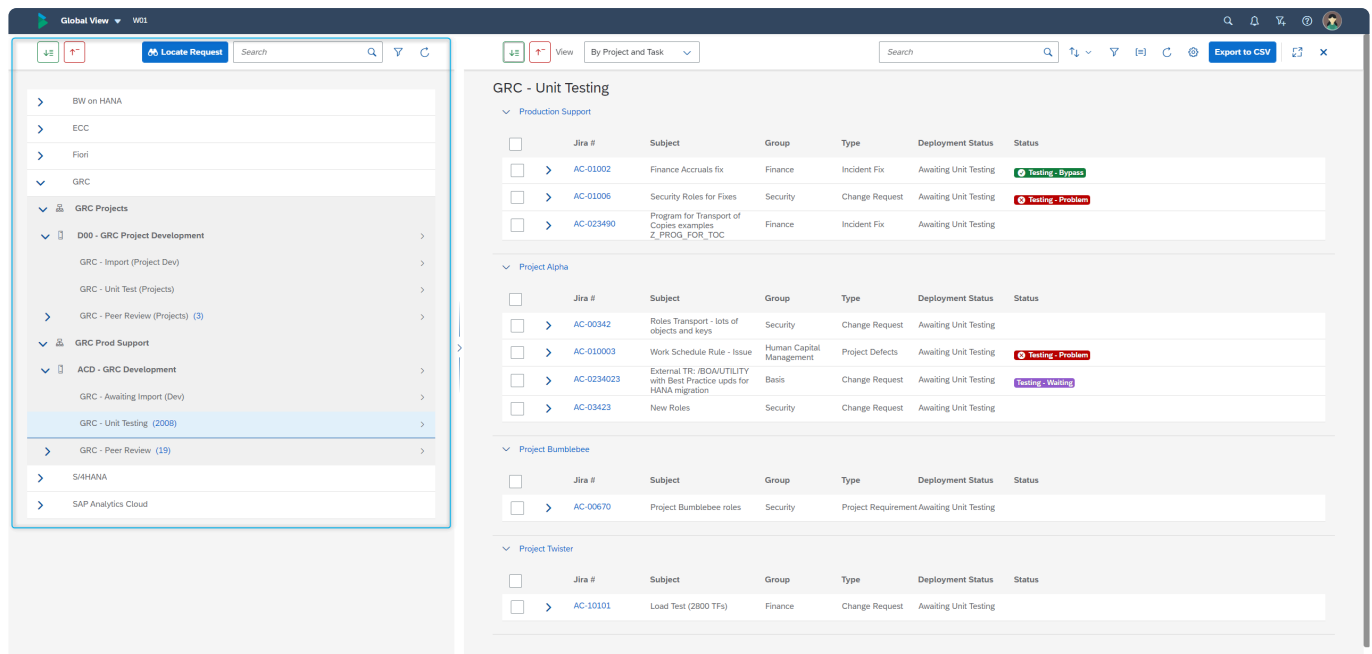 Global View W01
Locate Request Search
BW on HANA
ECC
Fiori
GRC
GRC Projects
D00 - GRC Project Development
GRC - Import (Project Dev)
GRC - Unit Test (Projects)
GRC - Peer Review (Projects) (3)
GRC Prod Support
ACD - GRC Development
GRC - Awaiting Import (Dev)
GRC - Unit Testing (2008)
GRC - Peer Review (19)
S/4HANA
SAP Analytics Cloud
View By Project and Task Search Export to CSV
GRC - Unit Testing
Production Support
Jira # Subject Group Type Deployment Status Status
AC-01002 Finance Accruals fix Finance Incident Fix Awaiting Unit Testing Testing - Bypass
AC-01006 Security Roles for Fixes Security Change Request Awaiting Unit Testing Testing - Problem
Program for Transport of
AC-023490 Copies examples Finance Incident Fix Awaiting Unit Testing
Z_PROG_FOR_TOC
Project Alpha
Jira # Subject Group Type Deployment Status Status
Roles Transport - lots of
AC-00342 Security Change Request Awaiting Unit Testing
objects and keys
Human Capital
AC-010003 Work Schedule Rule - Issue Project Defects Awaiting Unit Testing Testing - Problem
Management
External TR: /BOA/UTILITY
AC-0234023 with Best Practice upds for Basis Change Request Awaiting Unit Testing Testing - Waiting
HANA migration
AC-03423 New Roles Security Change Request Awaiting Unit Testing
Project Bumblebee
Jira # Subject Group Type Deployment Status Status
AC-00670 Project Bumblebee roles Security Project Requirement Awaiting Unit Testing
Project Twister
Jira # Subject Group Type Deployment Status Status
AC-10101 Load Test (2800 TFs) Finance Change Request Awaiting Unit Testing